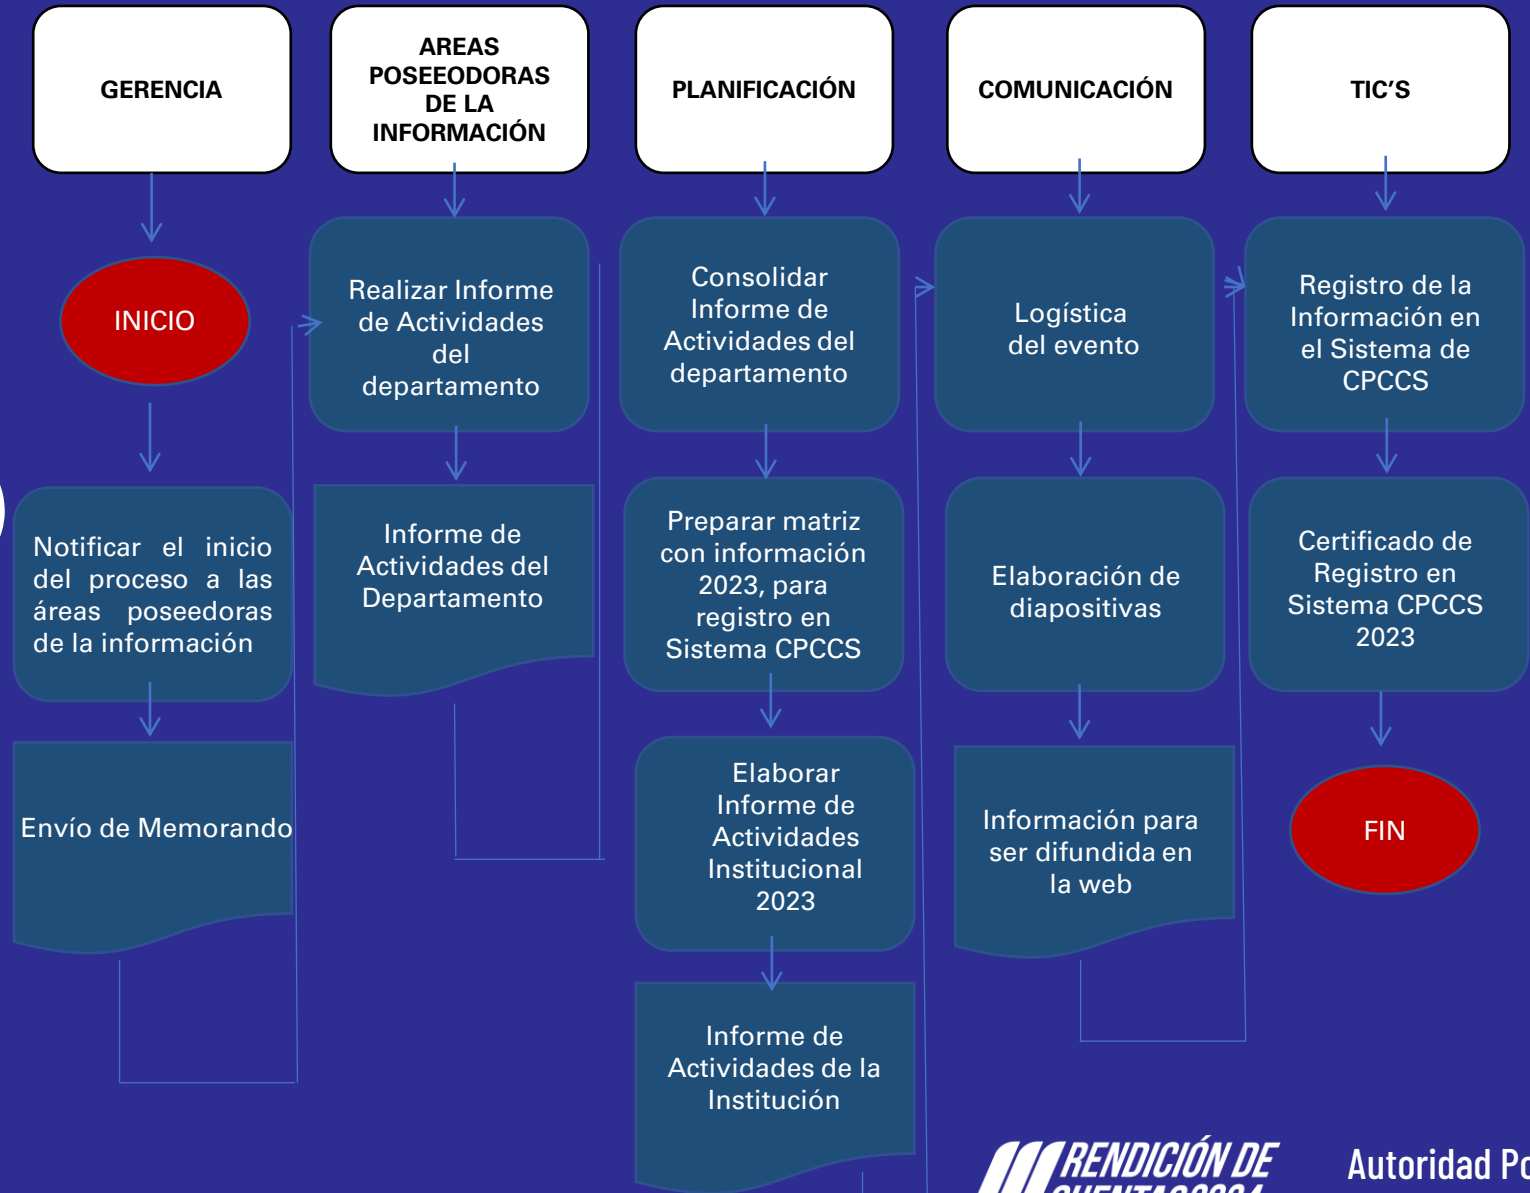 GERENCIA
AREAS
POSEEODORAS
DE LA
INFORMACIÓN
PLANIFICACIÓN
COMUNICACIÓN
TIC’S
INICIO
Notificar el inicio
del proceso a las
áreas poseedoras
de la información
Envío de Memorando
Realizar Informe
de Actividades
del
departamento
Informe de
Actividades del
Departamento
Consolidar
Informe de
Actividades del
departamento
Preparar matriz
con información
2023, para
registro en
Sistema CPCCS
Elaborar
Informe de
Actividades
Institucional
2023
Informe de
Actividades de la
Institución
Logística
del evento
Elaboración de
diapositivas
Información para
ser difundida en
la web
Registro de la
Información en
el Sistema de
CPCCS
Certificado de
Registro en
Sistema CPCCS
2023
FIN
RENDICIÓN DE
Autoridad Po